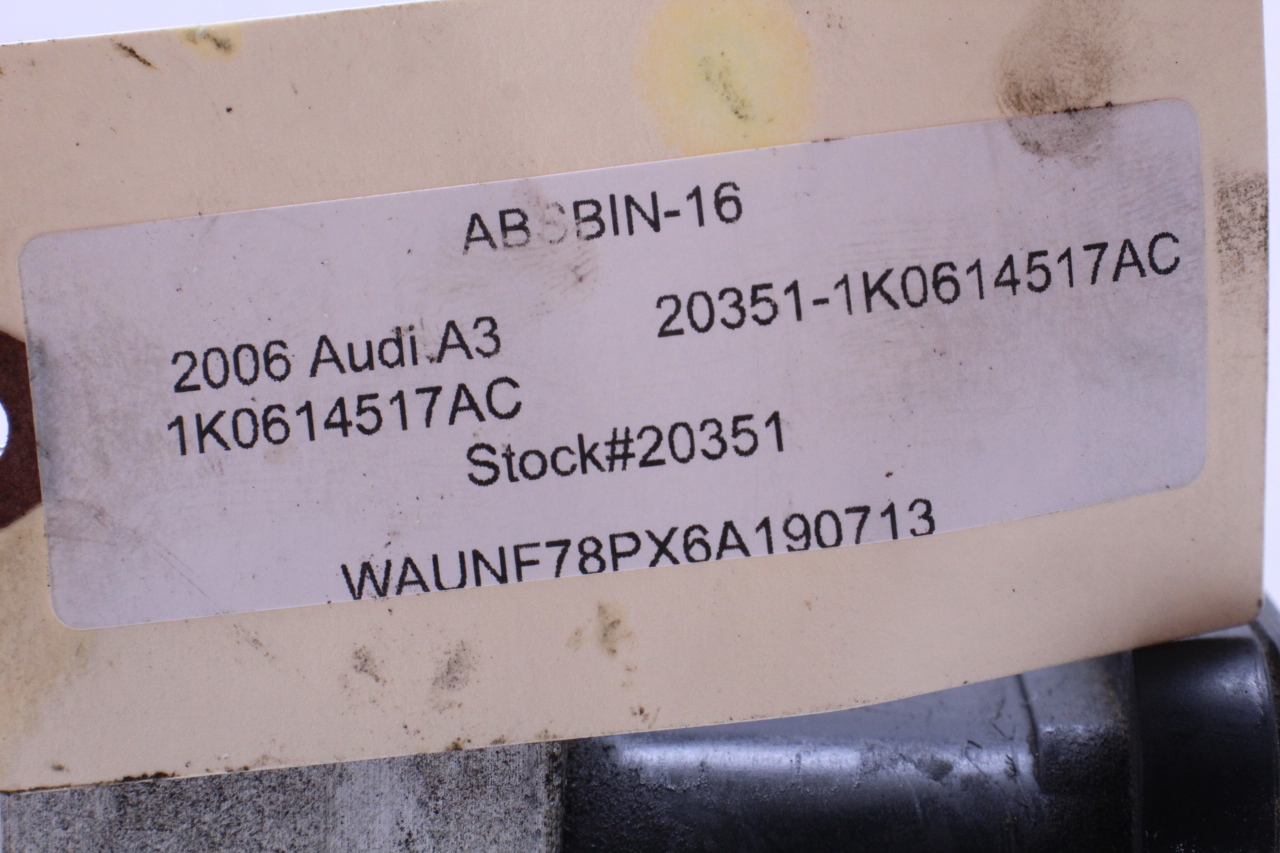 ABSBIN-16
20351-1K0614517AC
2006 Audi A3
1K0614517AC
Stock#20351
WAUNF78PX6A190713